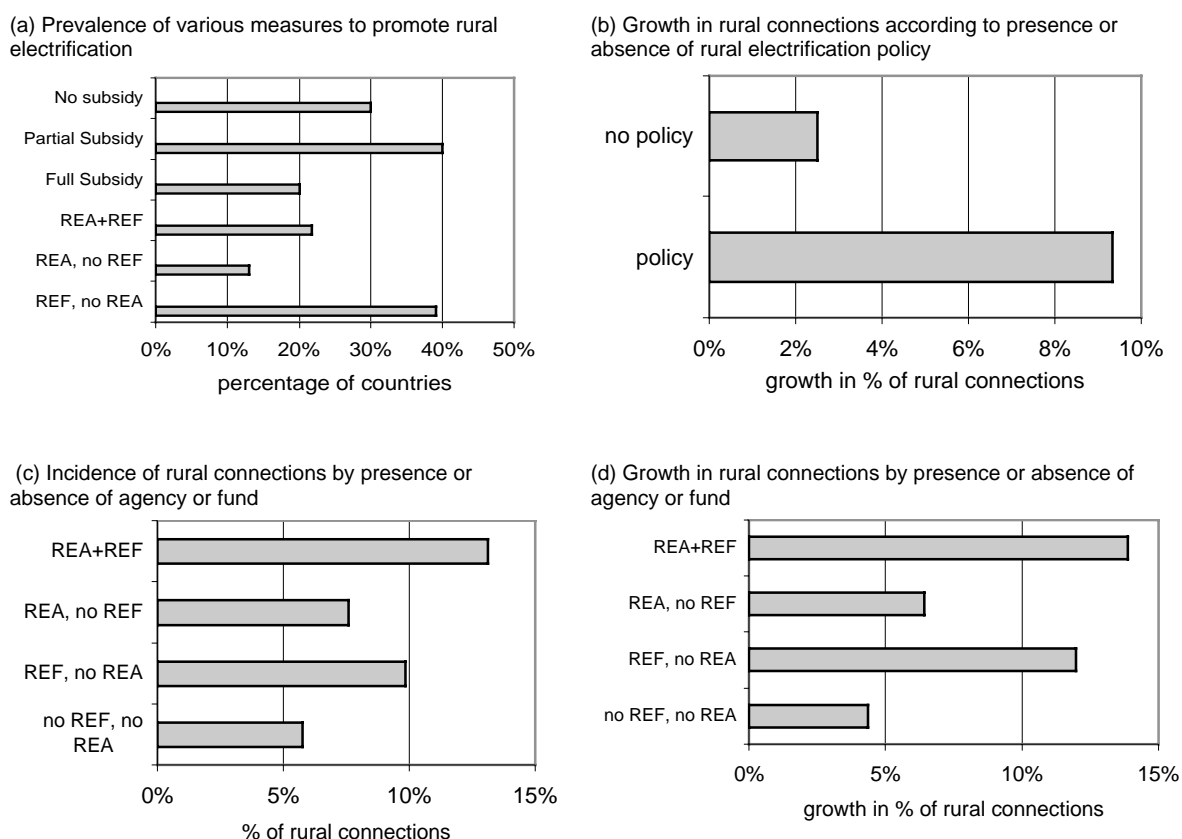 (a) Prevalence of various measures to promote rural
electrification
No subsidy
Partial Subsidy
Full Subsidy
REA+REF
REA, no REF
REF, no REA
0% 10% 20% 30% 40% 50%
percentage of countries
(b) Growth in rural connections according to presence or
absence of rural electrification policy
no policy
policy
0% 2% 4% 6% 8% 10%
growth in % of rural connections
(c) Incidence of rural connections by presence or
absence of agency or fund
REA+REF
REA, no REF
REF, no REA
no REF, no
REA
0% 5% 10% 15%
% of rural connections
(d) Growth in rural connections by presence or absence of
agency or fund
REA+REF
REA, no REF
REF, no REA
no REF, no REA
0% 5% 10% 15%
growth in % of rural connections